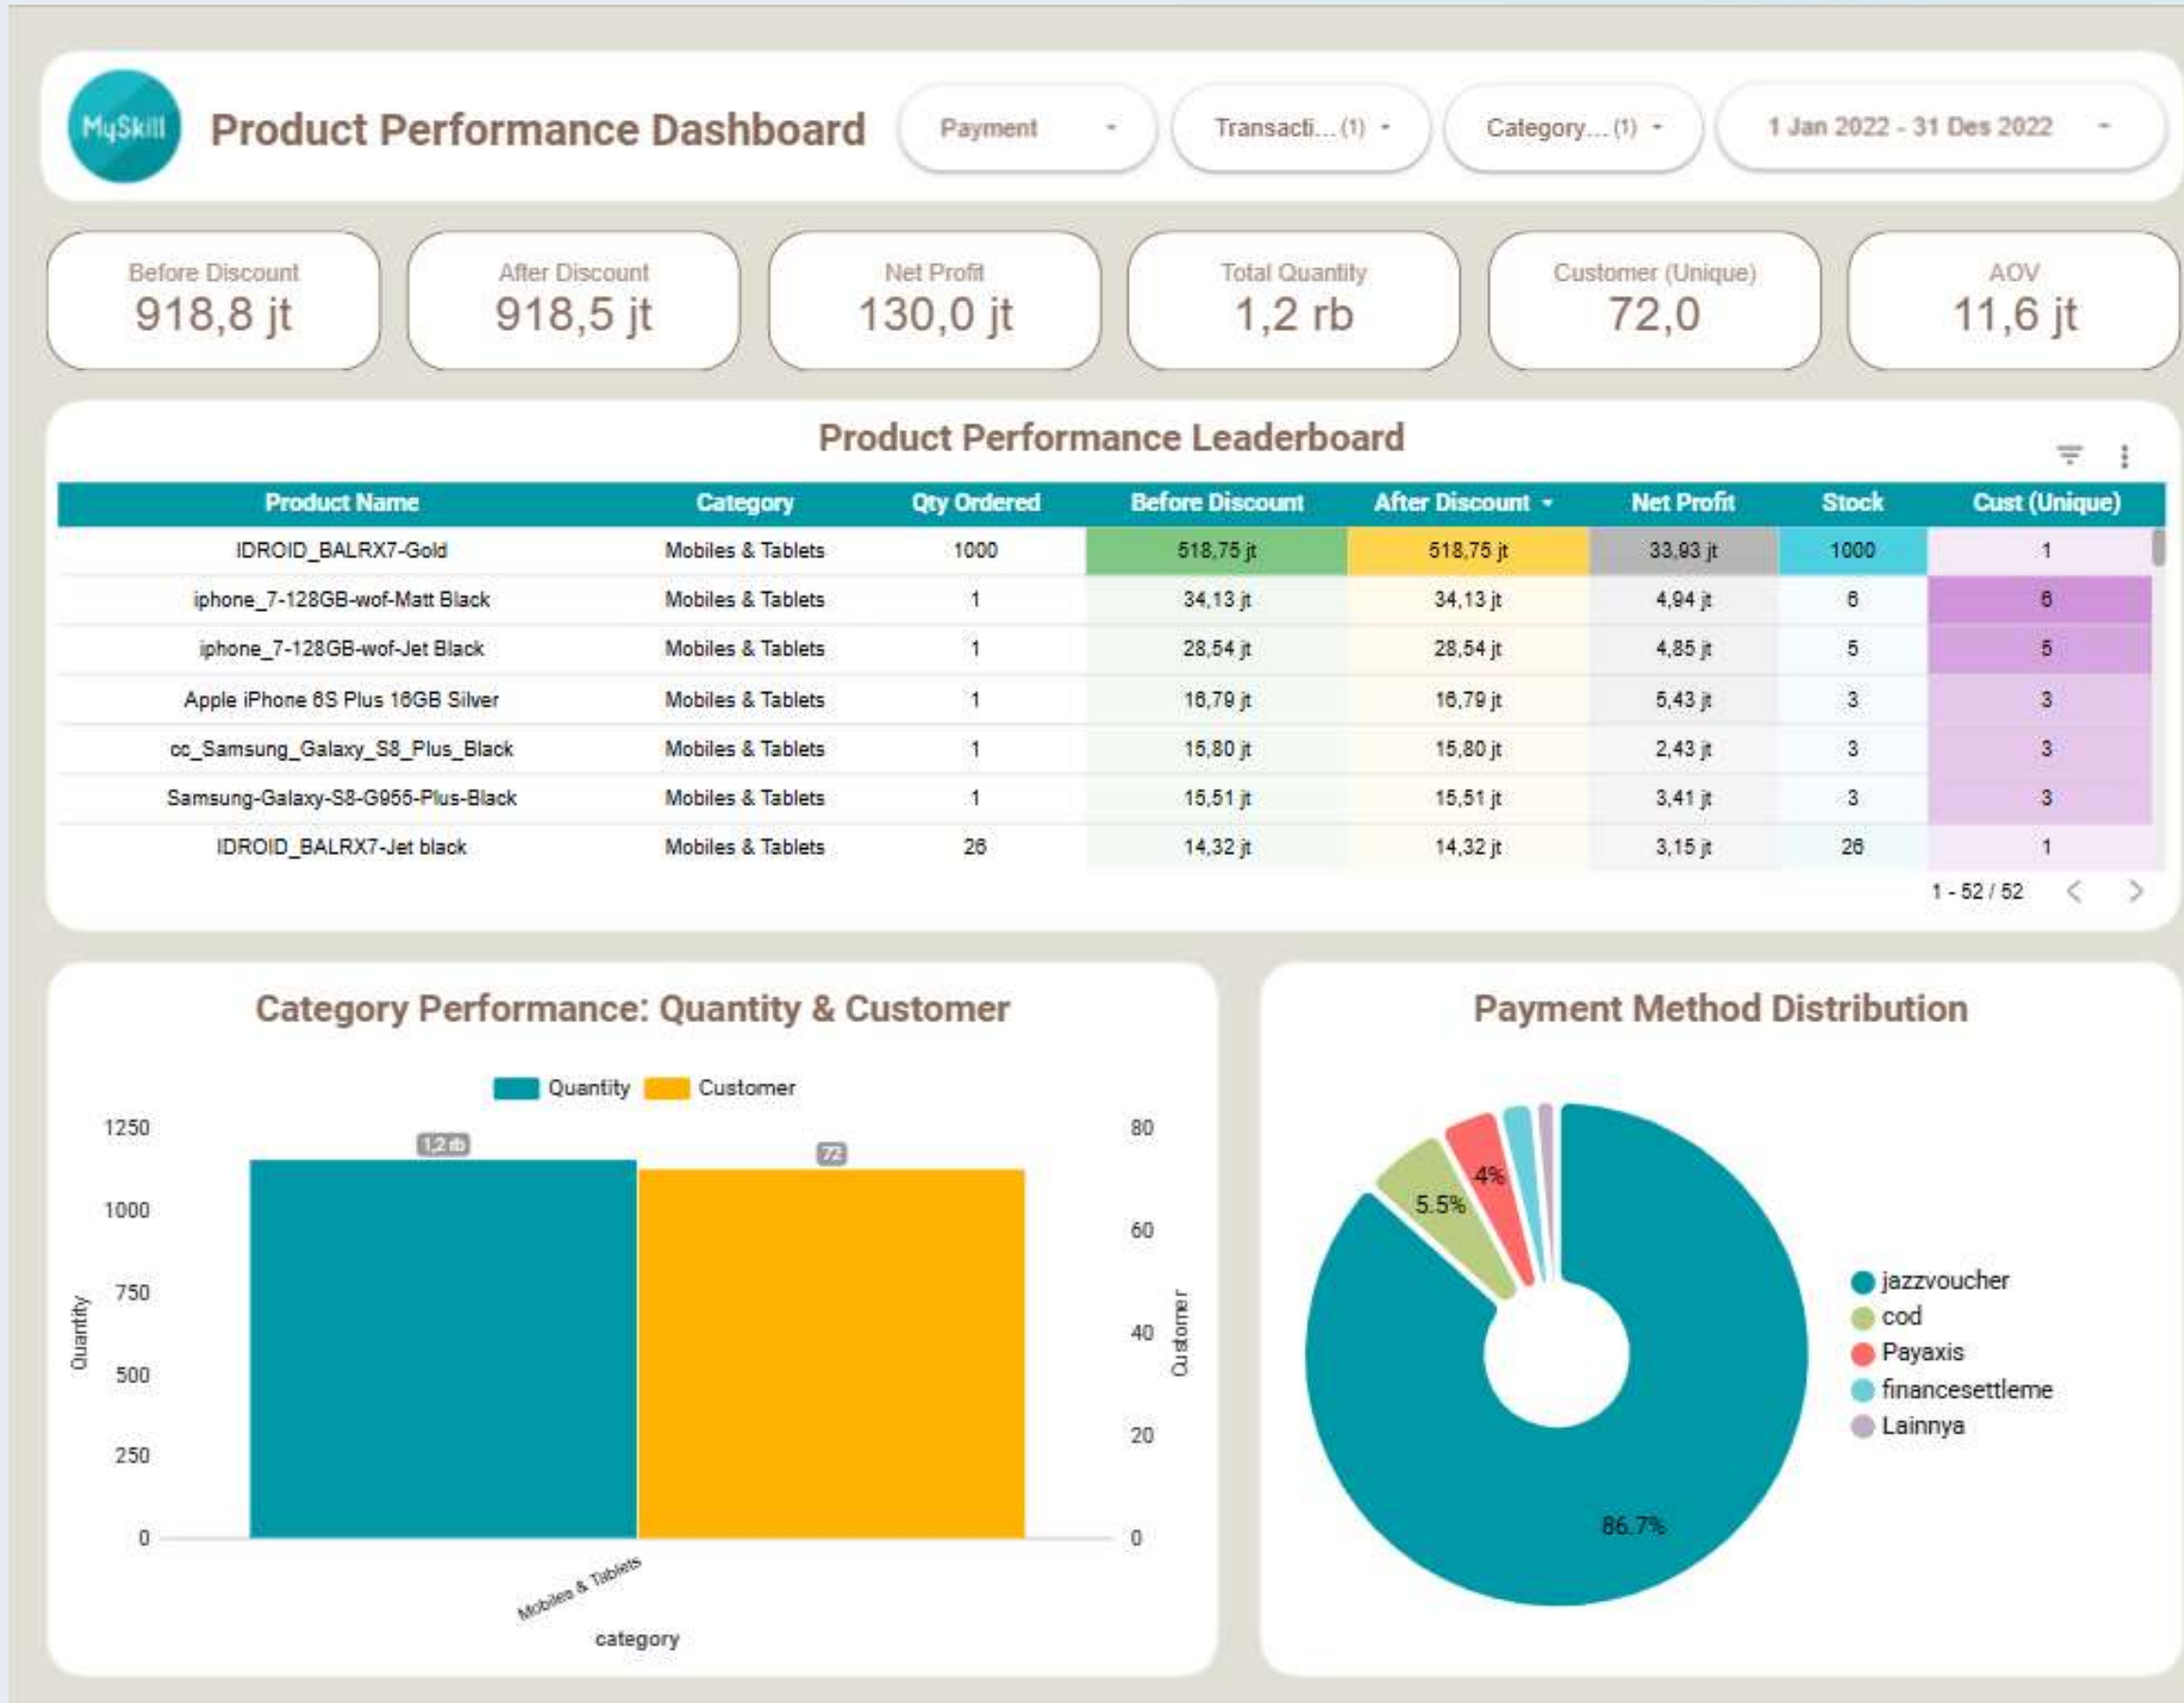 MySkill
Product Performance Dashboard
Payment
Transacti... (1)
Category... (1)
1 Jan 2022 - 31 Des 2022
Before Discount
918,8 jt
After Discount
918,5 jt
Net Profit
130,0 jt
Total Quantity
1,2 rb
Customer (Unique)
72,0
AOV
11,6 jt
Product Performance Leaderboard
Product Name Category Qty Ordered Before Discount After Discount Net Profit Stock Cust (Unique)
IDROID_BALRX7-Gold Mobiles & Tablets 1000 518,75 jt 518,75 jt 33,93 jt 1000 1
iphone_7-128GB-wof-Matt Black Mobiles & Tablets 1 34,13 jt 34,13 jt 4,94 jt 6 6
iphone_7-128GB-wof-Jet Black Mobiles & Tablets 1 28,54 jt 28,54 jt 4,85 jt 5 5
Apple iPhone 6S Plus 16GB Silver Mobiles & Tablets 1 16,79 jt 16,79 jt 5,43 jt 3 3
cc_Samsung_Galaxy_S8_Plus_Black Mobiles & Tablets 1 15,80 jt 15,80 jt 2,43 jt 3 3
Samsung-Galaxy-S8-G955-Plus-Black Mobiles & Tablets 1 15,51 jt 15,51 jt 3,41 jt 3 3
IDROID_BALRX7-Jet black Mobiles & Tablets 26 14,32 jt 14,32 jt 3,15 jt 26 1
1 - 52 / 52
Category Performance: Quantity & Customer
Quantity Customer
1250
1000
750
500
250
0
Quantity
1,2 rb
72
80
60
40
20
0
Customer
Mobiles & Tablets
category
Payment Method Distribution
4%
5.5%
86.7%
jazzvoucher
cod
Payaxis
financesettleme
Lainnya